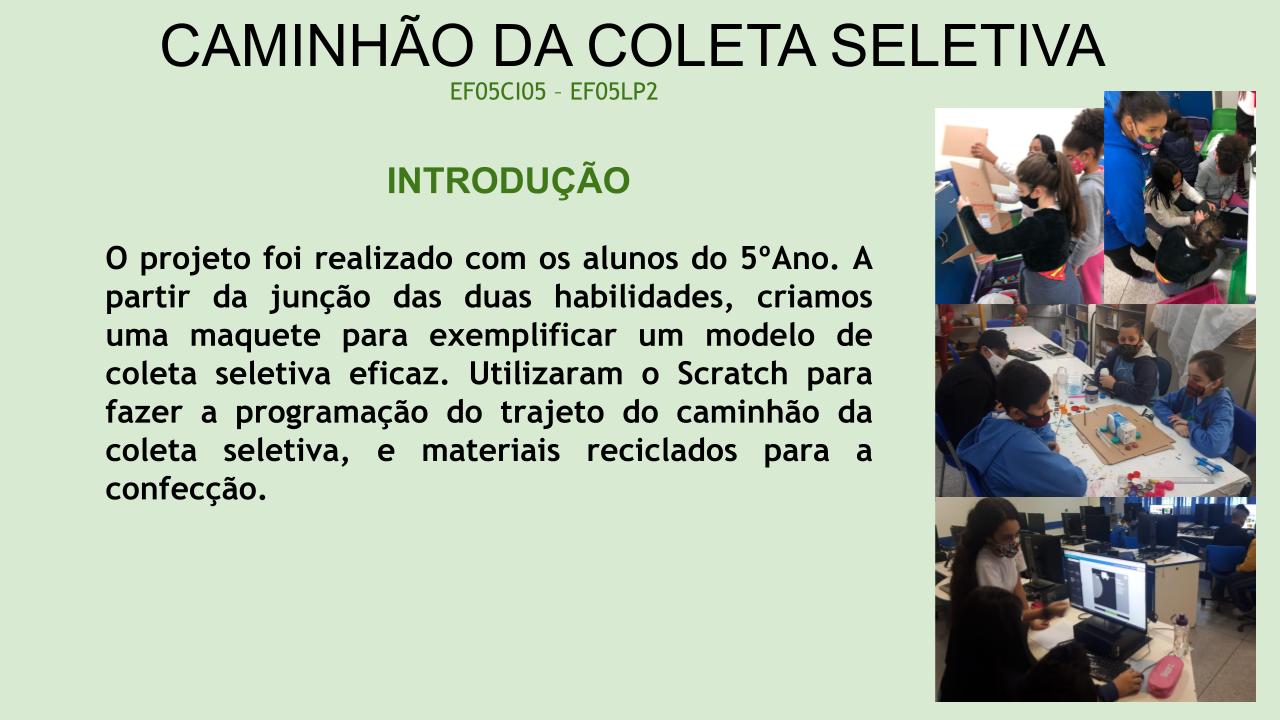 CAMINHÃO DA COLETA SELETIVA
EF05CI05 – EF05LP2
INTRODUÇÃO
O projeto foi realizado com os alunos do 5ºAno. A
partir da junção das duas habilidades, criamos
uma maquete para exemplificar um modelo de
coleta seletiva eficaz. Utilizaram o Scratch para
fazer a programação do trajeto do caminhão da
coleta seletiva, e materiais reciclados para a
confecção.